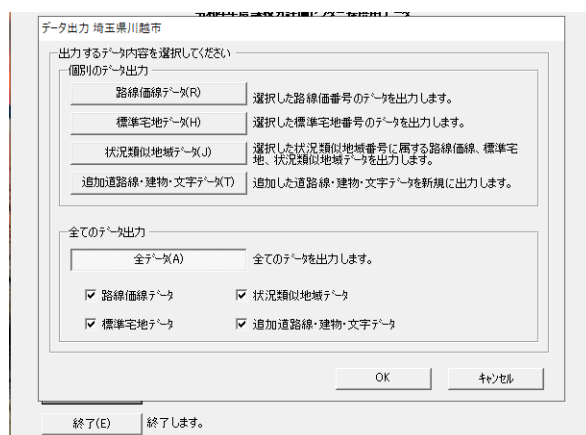 データ出力 埼玉県川越市
出力するﾃﾞｰﾀ内容を選択してください
個別のﾃﾞｰﾀ出力
路線価線ﾃﾞｰﾀ(R)
選択した路線価番号のﾃﾞｰﾀを出力します。
標準宅地ﾃﾞｰﾀ(H)
選択した標準宅地番号のﾃﾞｰﾀを出力します。
状況類似地域ﾃﾞｰﾀ(J)
選択した状況類似地域番号に属する路線価線、標準宅
地、状況類似地域ﾃﾞｰﾀを出力します。
追加道路線・建物・文字ﾃﾞｰﾀ(T)
追加した道路線・建物・文字ﾃﾞｰﾀを新規に出力します。
全てのﾃﾞｰﾀ出力
全ﾃﾞｰﾀ(A)
全てのﾃﾞｰﾀを出力します。
路線価線ﾃﾞｰﾀ
状況類似地域ﾃﾞｰﾀ
標準宅地ﾃﾞｰﾀ
追加道路線・建物・文字ﾃﾞｰﾀ
OK
ｷｬﾝｾﾙ
終了(E)
終了します。